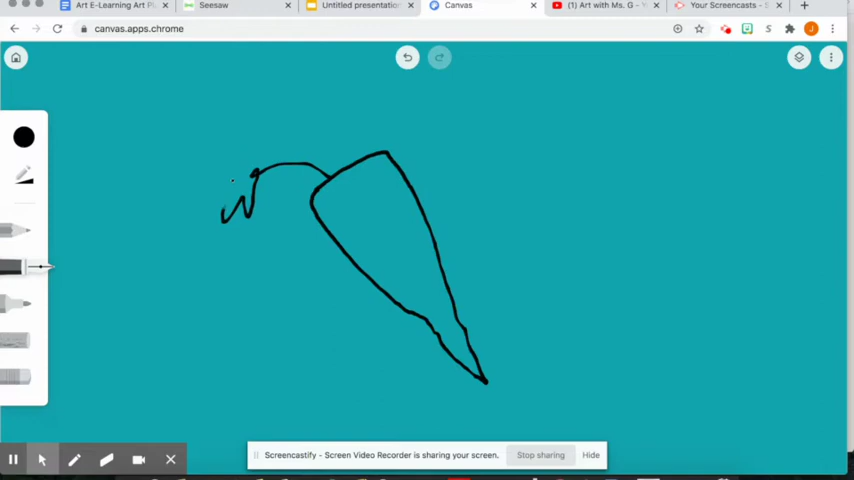 Art E-Learning Art Pl
Seesaw
Untitled presentation
Canvas
(1) Art with Ms. G - Yo
Your Screencasts - S
canvas.apps.chrome
J
S
Screencastify - Screen Video Recorder is sharing your screen.
Stop sharing
Hide